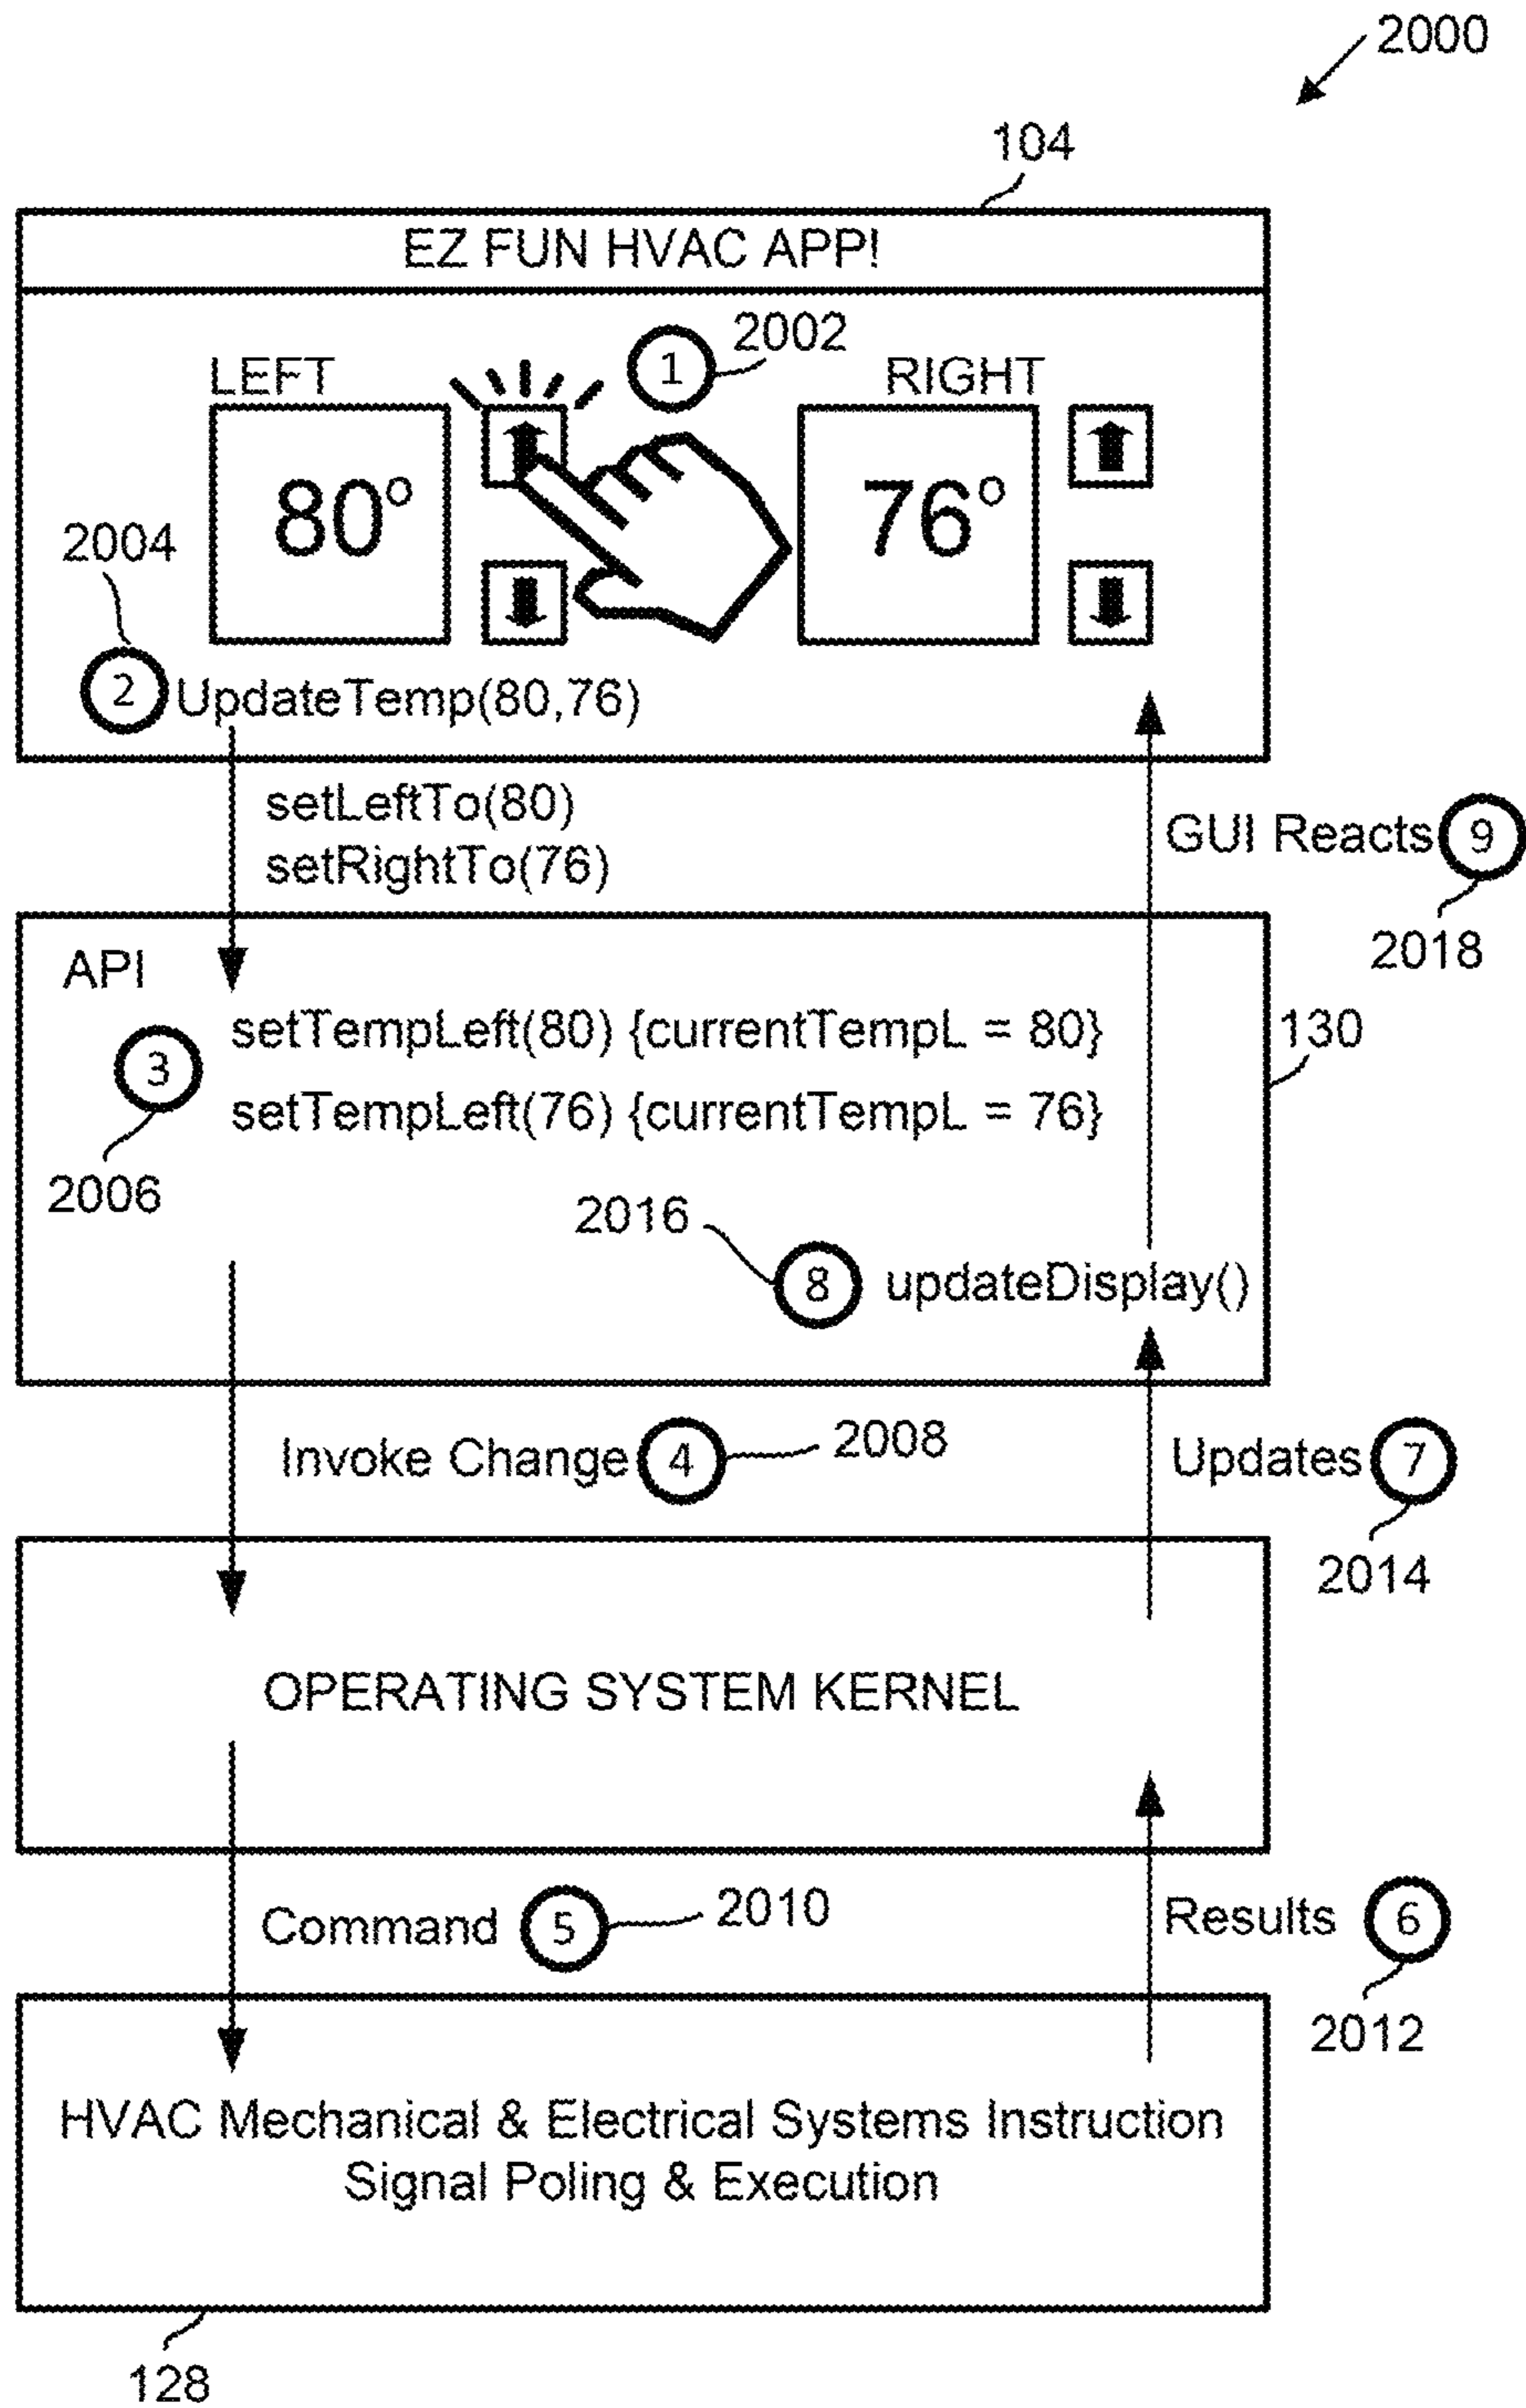 2000
104
EZ FUN HVAC APP!
1 2002
LEFT
RIGHT
80°
76°
2004
2 UpdateTemp(80,76)
setLeftTo(80)
setRightTo(76)
GUI Reacts 9
2018
API
130
3
setTempLeft(80) {currentTempL = 80}
setTempLeft(76) {currentTempL = 76}
2006
2016
8 updateDisplay()
Invoke Change 4 2008
Updates 7
2014
OPERATING SYSTEM KERNEL
Command 5 2010
Results 6
2012
HVAC Mechanical & Electrical Systems Instruction
Signal Poling & Execution
128